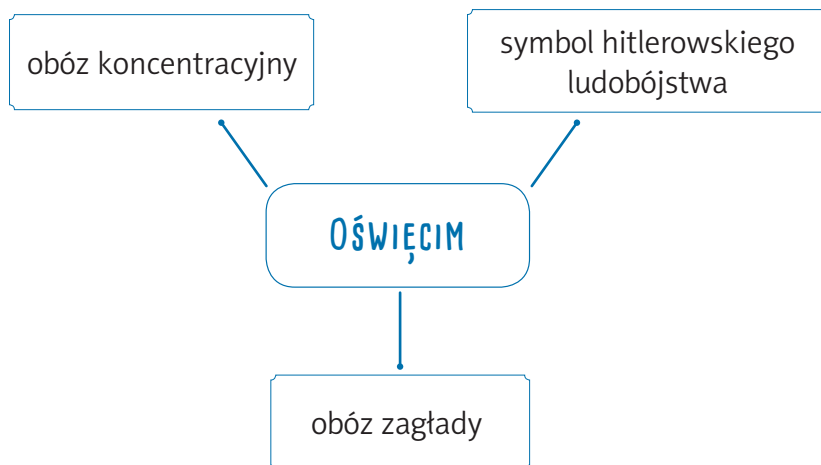 obóz koncentracyjny
symbol hitlerowskiego
ludobójstwa
Oświęcim
obóz zagłady